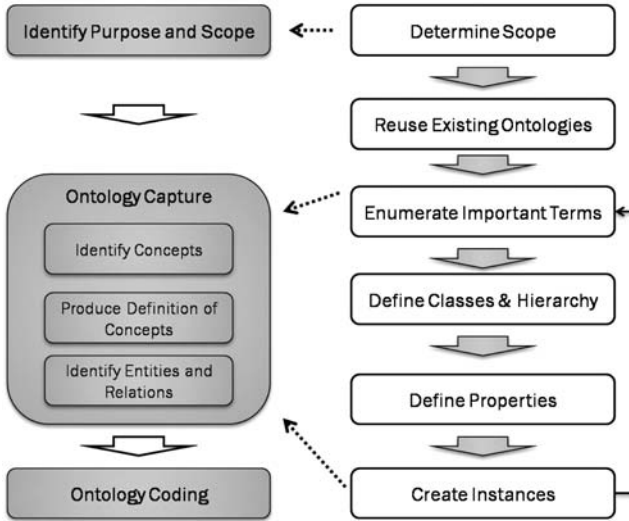 Identify Purpose and Scope
Ontology Capture
Identify Concepts
Produce Definition of
Concepts
Identify Entities and
Relations
Ontology Coding
Determine Scope
Reuse Existing Ontologies
Enumerate Important Terms
Define Classes & Hierarchy
Define Properties
Create Instances